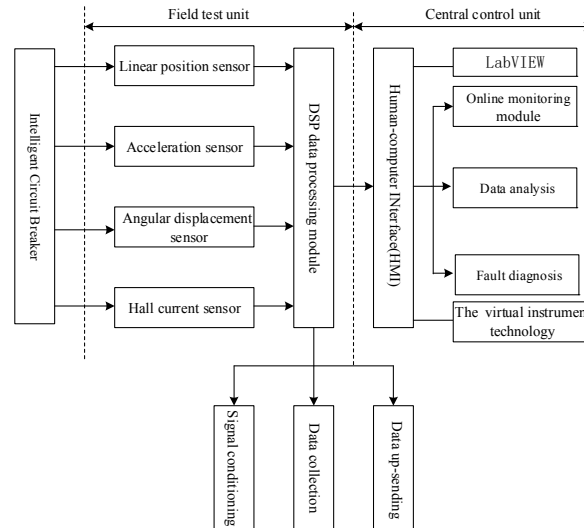 Field test unit
Central control unit
Intelligent Circuit Breaker
Linear position sensor
Acceleration sensor
Angular displacement
sensor
Hall current sensor
DSP data processing module
Human-computer INterface(HMI)
LabVIEW
Online monitoring
module
Data analysis
Fault diagnosis
The virtual instrument
technology
Signal conditioning
Data collection
Data up-sending